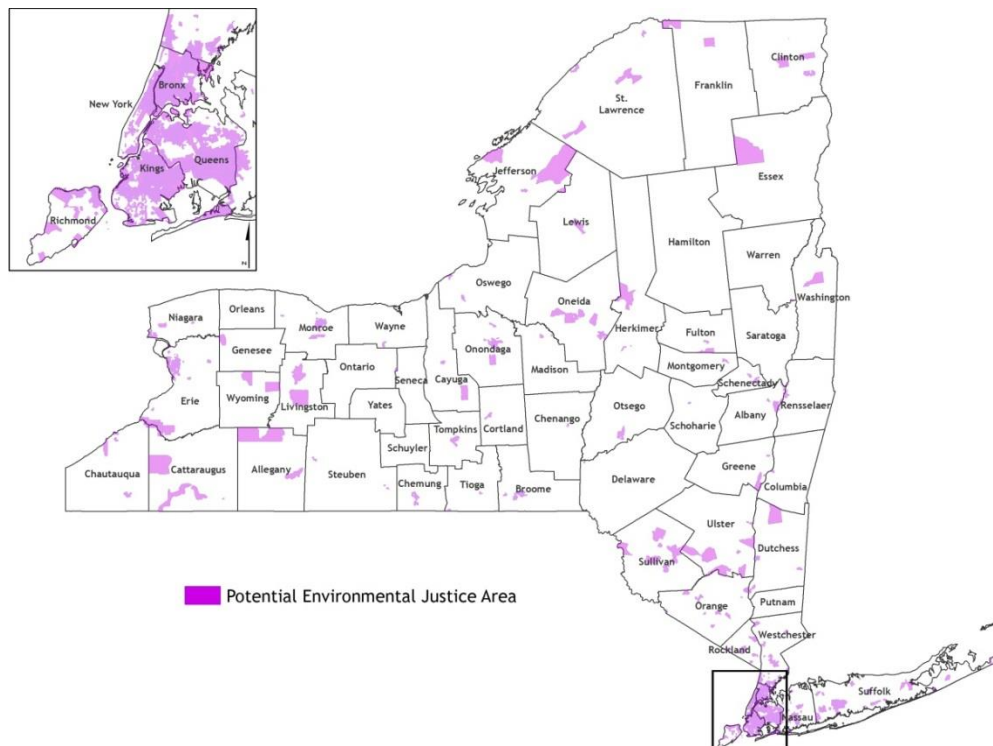 Bronx
New York
Kings
Queens
Richmond
N
z
St.
Lawrence
Franklin
Clinton
Jefferson
Essex
Lewis
Hamilton
Warren
Washington
Oswego
Oneida
Herkimer
Fulton
Saratoga
Niagara
Orleans
Monroe
Wayne
Genesee
Onondaga
Madison
Montgomery
Schenectady
Ontario
Seneca
Cayuga
Erie
Wyoming
Livingston
Yates
Otsego
Schoharie
Albany
Rensselaer
Tompkins
Cortland
Chenango
Schuyler
Chautauqua
Cattaraugus
Allegany
Steuben
Chemung
Tioga
Broome
Delaware
Greene
Columbia
Ulster
Dutchess
Sullivan
Potential Environmental Justice Area
Orange
Putnam
Westchester
Rockland
Suffolk
Nassau